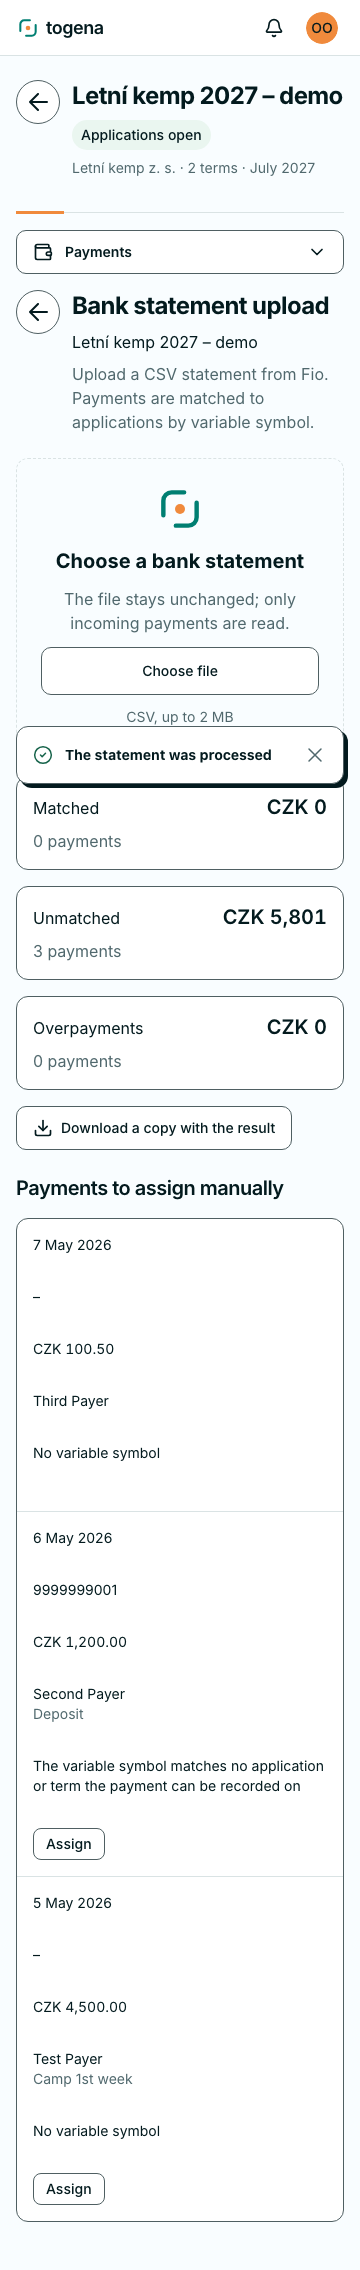 togena
OO
Letní kemp 2027 – demo
Applications open
Letní kemp z. s. · 2 terms · July 2027
Payments
Bank statement upload
Letní kemp 2027 – demo
Upload a CSV statement from Fio.
Payments are matched to
applications by variable symbol.
Choose a bank statement
The file stays unchanged; only
incoming payments are read.
Choose file
CSV, up to 2 MB
The statement was processed
Matched
CZK 0
0 payments
Unmatched
CZK 5,801
3 payments
Overpayments
CZK 0
0 payments
Download a copy with the result
Payments to assign manually
7 May 2026
–
CZK 100.50
Third Payer
No variable symbol
6 May 2026
9999999001
CZK 1,200.00
Second Payer
Deposit
The variable symbol matches no application
or term the payment can be recorded on
Assign
5 May 2026
–
CZK 4,500.00
Test Payer
Camp 1st week
No variable symbol
Assign